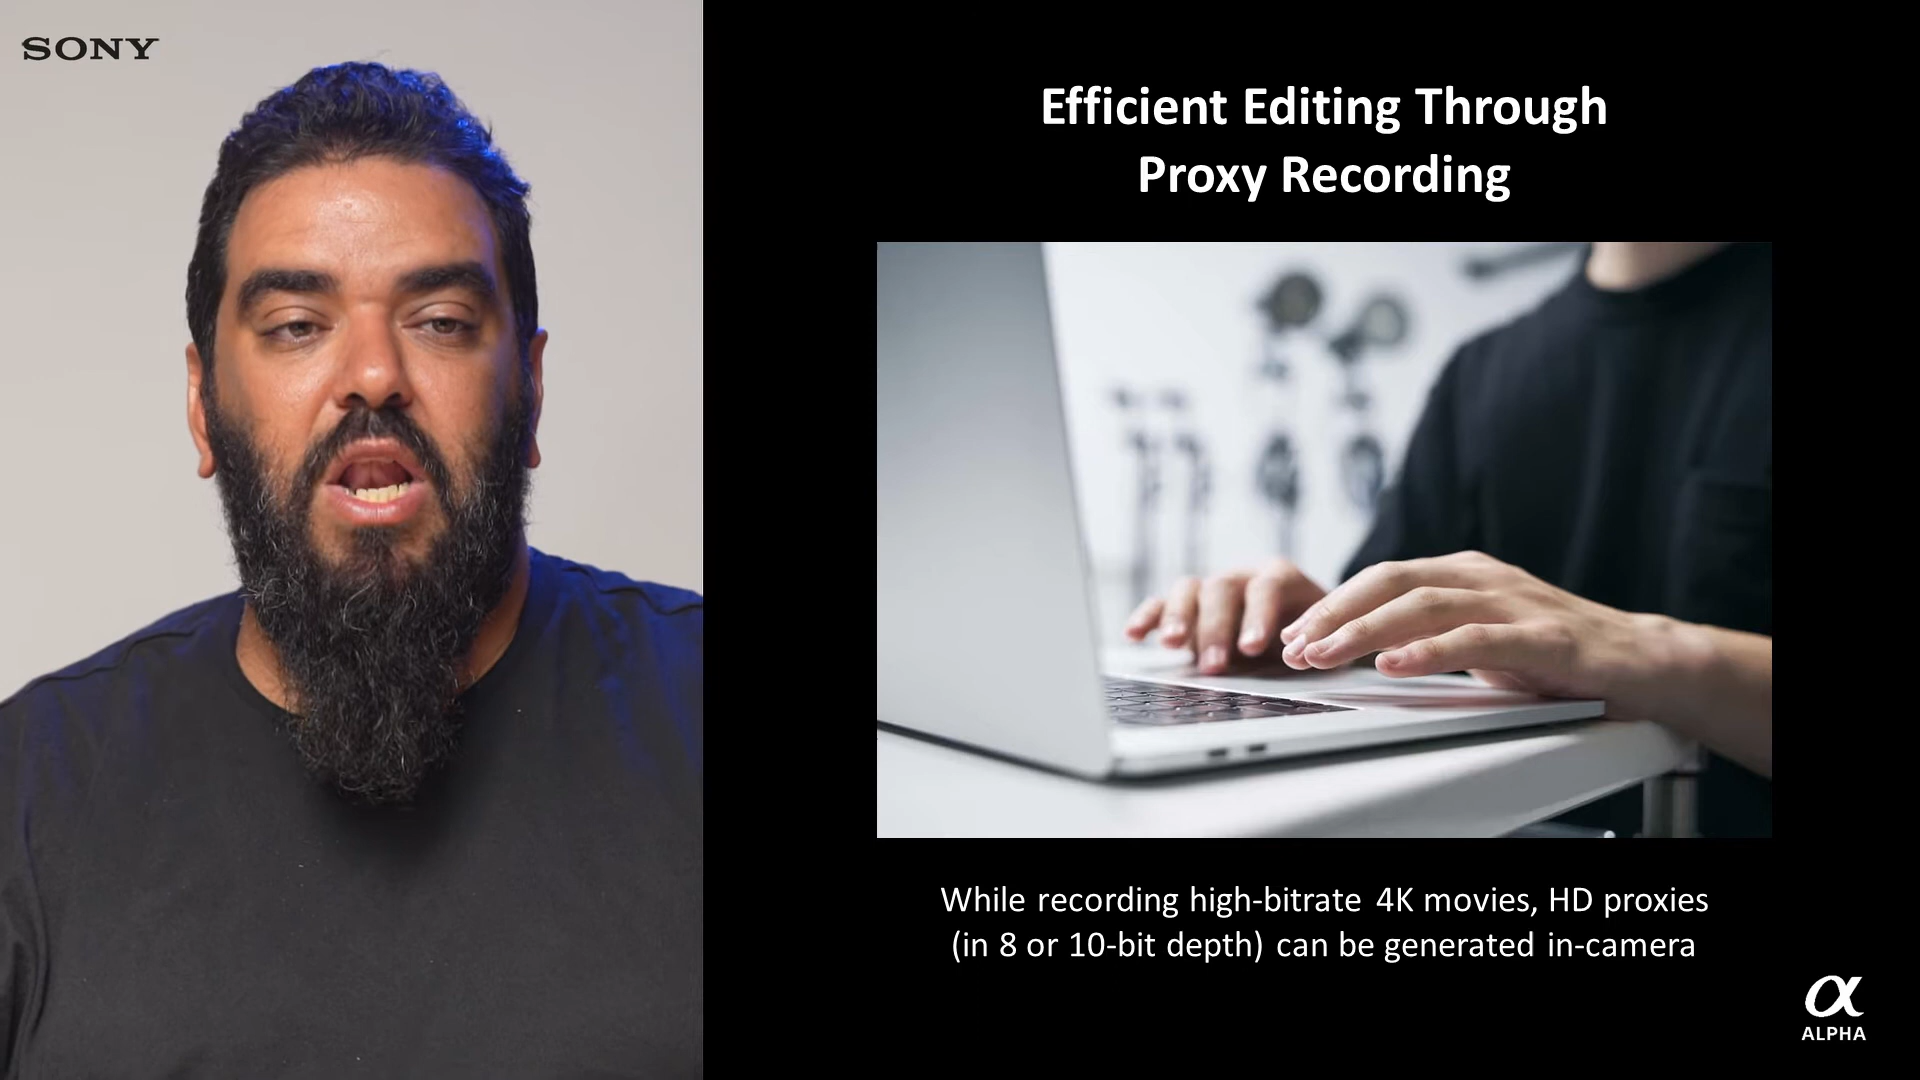 SONY
Efficient Editing Through
Proxy Recording
While recording high-bitrate 4K movies, HD proxies
(in 8 or 10-bit depth) can be generated in-camera
α
ALPHA